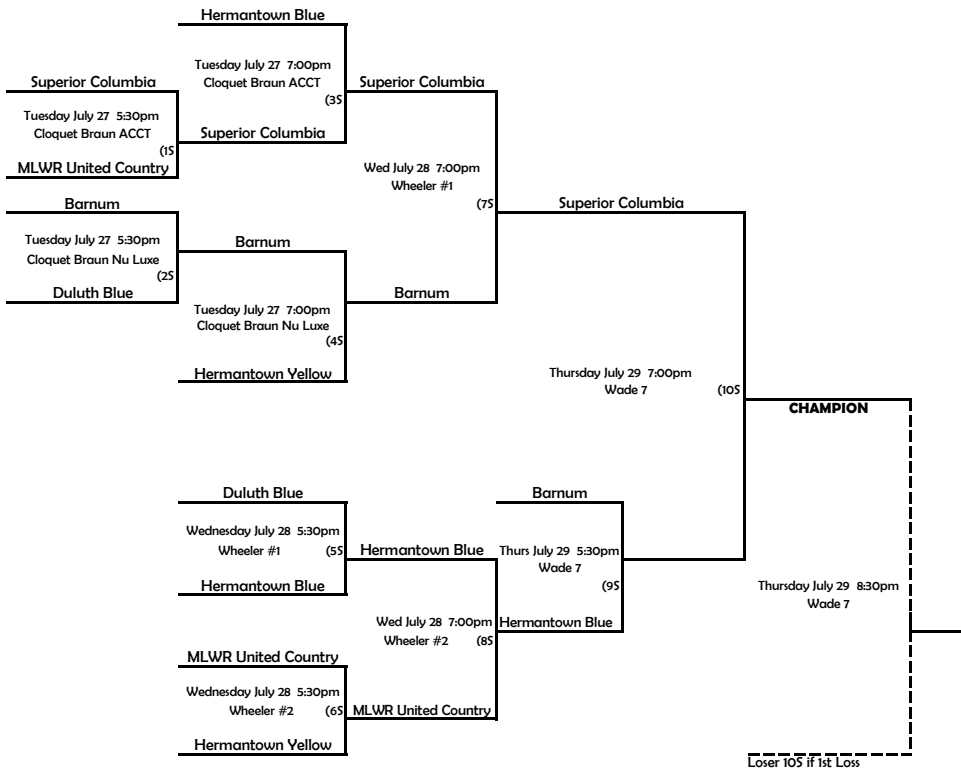 Hermantown Blue
Tuesday July 27 7:00pm
Cloquet Braun ACCT
(3S
Superior Columbia
Superior Columbia
Tuesday July 27 5:30pm
Cloquet Braun ACCT
(1S
Superior Columbia
MLWR United Country
Wed July 28 7:00pm
Wheeler #1
(7S
Barnum
Superior Columbia
Tuesday July 27 5:30pm
Cloquet Braun Nu Luxe
(2S
Barnum
Duluth Blue
Barnum
Tuesday July 27 7:00pm
Cloquet Braun Nu Luxe
(4S
Hermantown Yellow
Thursday July 29 7:00pm
Wade 7
(10S
CHAMPION
Duluth Blue
Barnum
Wednesday July 28 5:30pm
Wheeler #1
(5S
Hermantown Blue
Thurs July 29 5:30pm
Wade 7
(9S
Hermantown Blue
Thursday July 29 8:30pm
Wade 7
Wed July 28 7:00pm
Wheeler #2
(8S
Hermantown Blue
MLWR United Country
Wednesday July 28 5:30pm
Wheeler #2
(6S
MLWR United Country
Hermantown Yellow
Loser 10S if 1st Loss